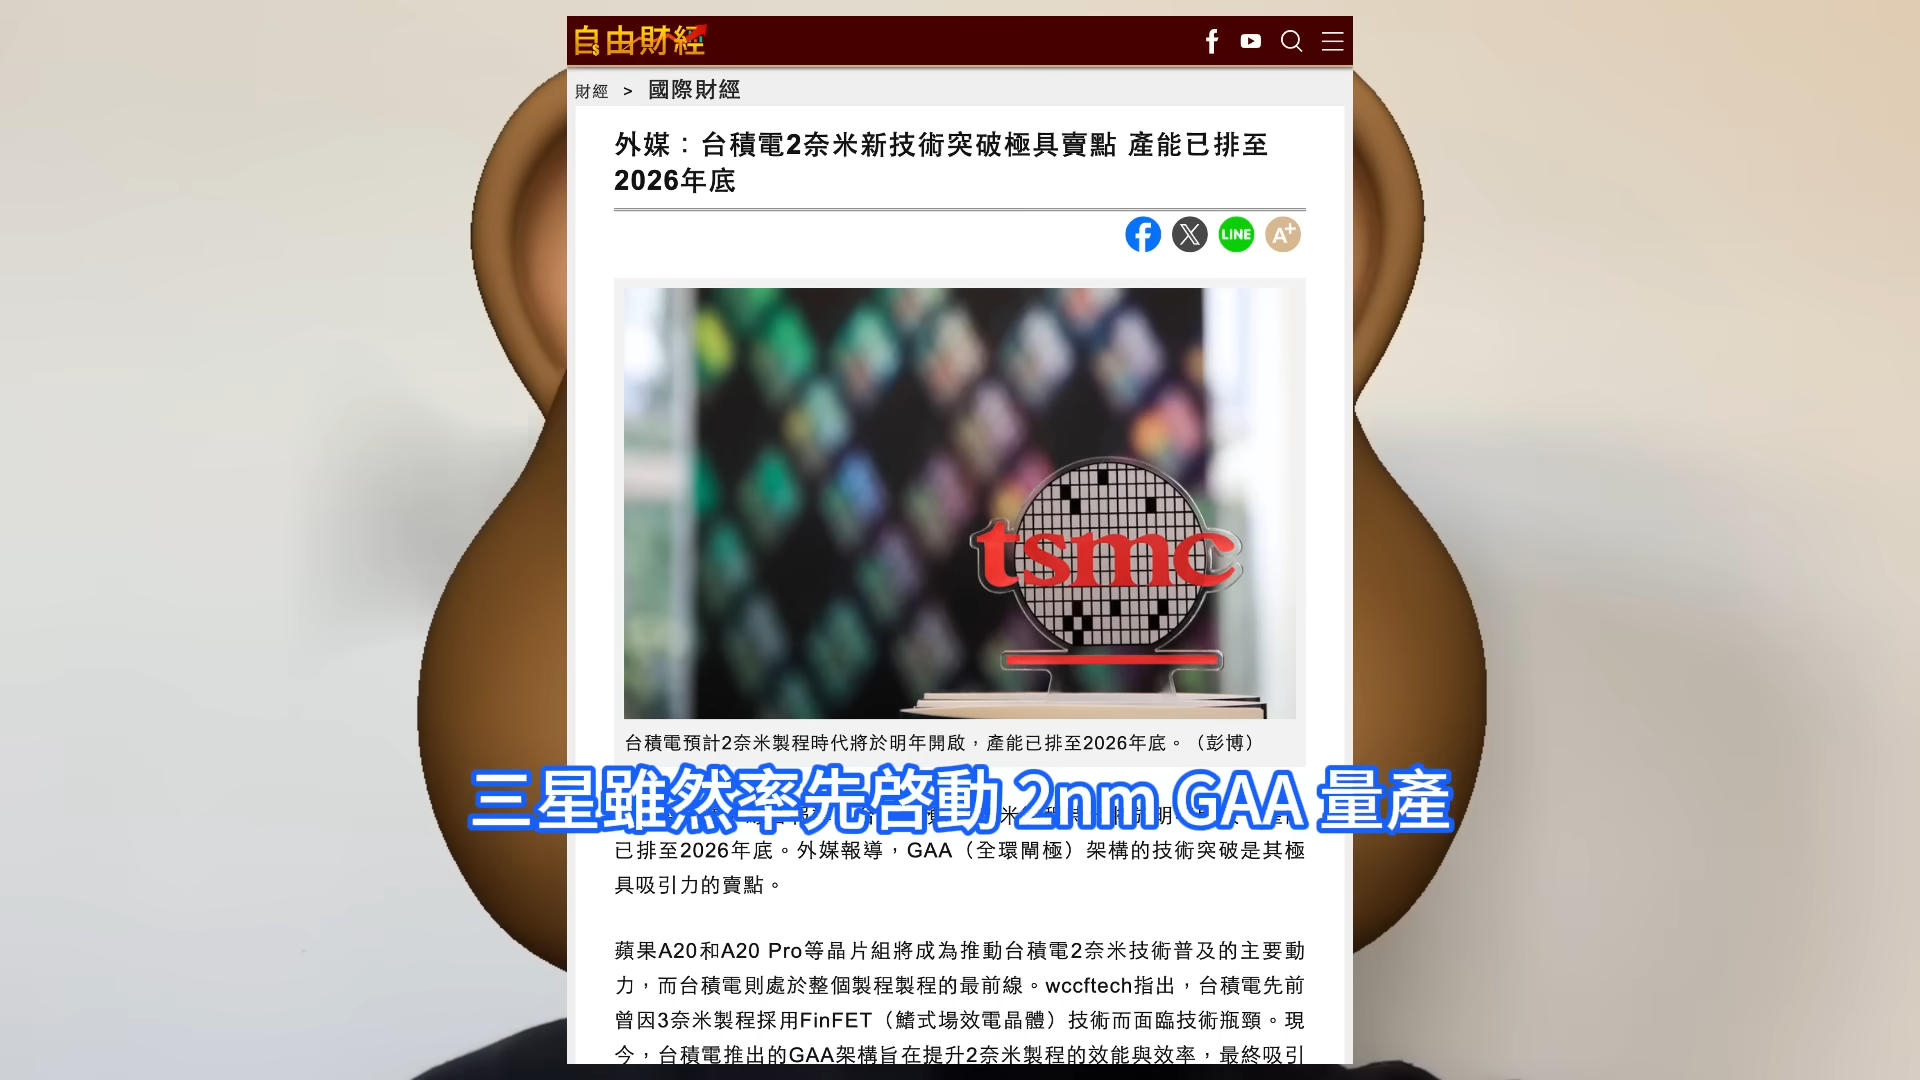 自由財經
財經 > 國際財經
外媒：台積電2奈米新技術突破極具賣點 產能已排至
2026年底
LINE
A+
tsmc
台積電預計2奈米製程時代將於明年開啟，產能已排至2026年底。（彭博）
三星雖然率先啓動 2nm GAA 量產
已排至2026年底。外媒報導，GAA（全環閘極）架構的技術突破是其極
具吸引力的賣點。
蘋果A20和A20 Pro等晶片組將成為推動台積電2奈米技術普及的主要動
力，而台積電則處於整個製程製程的最前線。wccftech指出，台積電先前
曾因3奈米製程採用FinFET（鰭式場效電晶體）技術而面臨技術瓶頸。現
今，台積電推出的GAA架構旨在提升2奈米製程的效能與效率，最終吸引